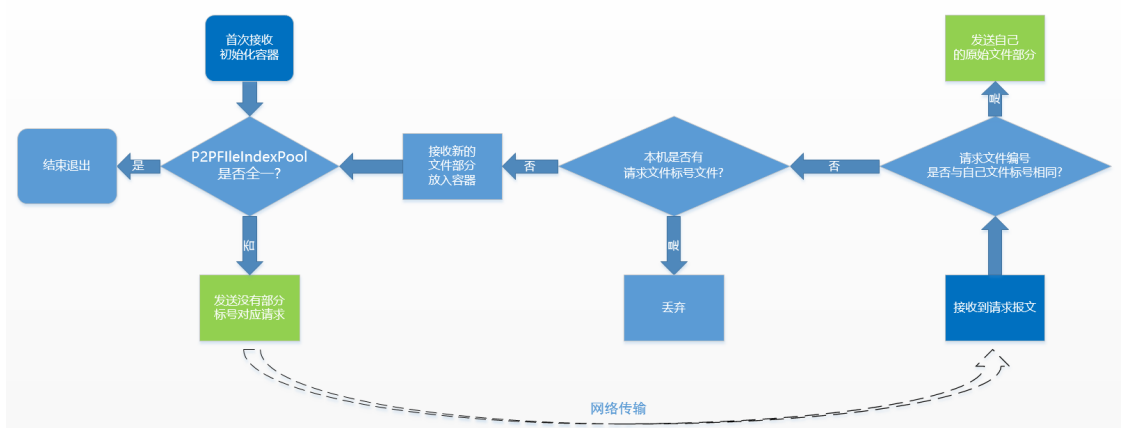 首次接收
初始化容器
发送自己
的原始文件部分
是
结束退出
是
P2PFIleIndexPool
是否全一?
接收新的
文件部分
放入容器
否
本机是否有
请求文件标号文件?
否
请求文件编号
是否与自己文件标号相同?
否
是
发送没有部分
标号对应请求
丢弃
接收到请求报文
网络传输